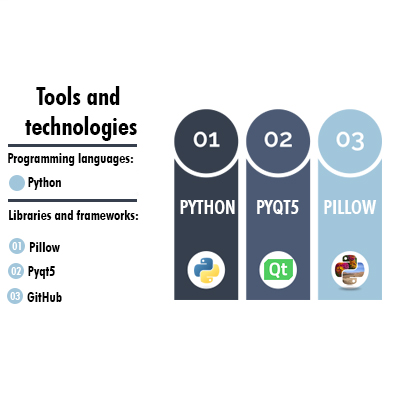 Tools and
technologies
Programming languages:
Python
Libraries and frameworks:
01 Pillow
02 Pyqt5
03 GitHub
01 02 03
PYTHON PYQT5 PILLOW
Qt